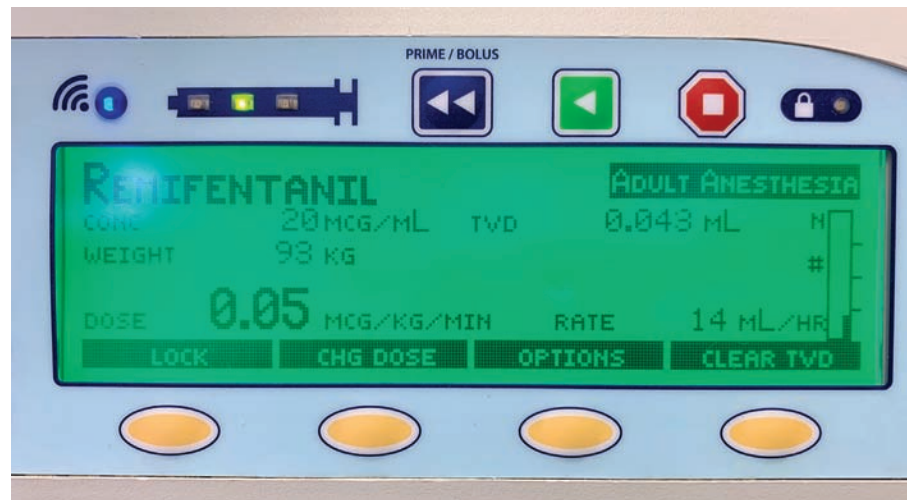 PRIME / BOLUS
REMIFENTANIL ADULT ANESTHESIA
CONC 20 MCG/ML TVD 0.043 ML N
WEIGHT 93 KG #
DOSE 0.05 MCG/KG/MIN RATE 14 ML/HR
LOCK CHG DOSE OPTIONS CLEAR TVD